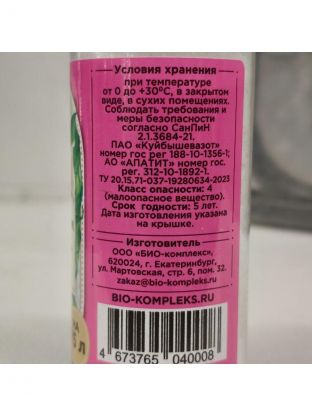 Условия хранения
при температуре
от 0 до +30°С, в закрытом
виде, в сухих помещениях.
Соблюдать требования и
меры безопасности
согласно СанПиН
2.1.3684-21.
ПАО «Куйбышевазот»
номер гос рег 188-10-1356-1;
АО «АПАТИТ» номер гос.
рег. 312-10-1892-1.
ТУ 20.15.71-037-19280634-2023
Класс опасности: 4
(малоопасное вещество).
Срок годности: 5 лет.
Дата изготовления указана
на крышке.
Изготовитель
ООО «БИО-комплекс»,
620024, г. Екатеринбург,
ул. Мартовская, стр. 6, пом. 32.
zakaz@bio-kompleks.ru
BIO-KOMPLEKS.RU
4 673765 040008